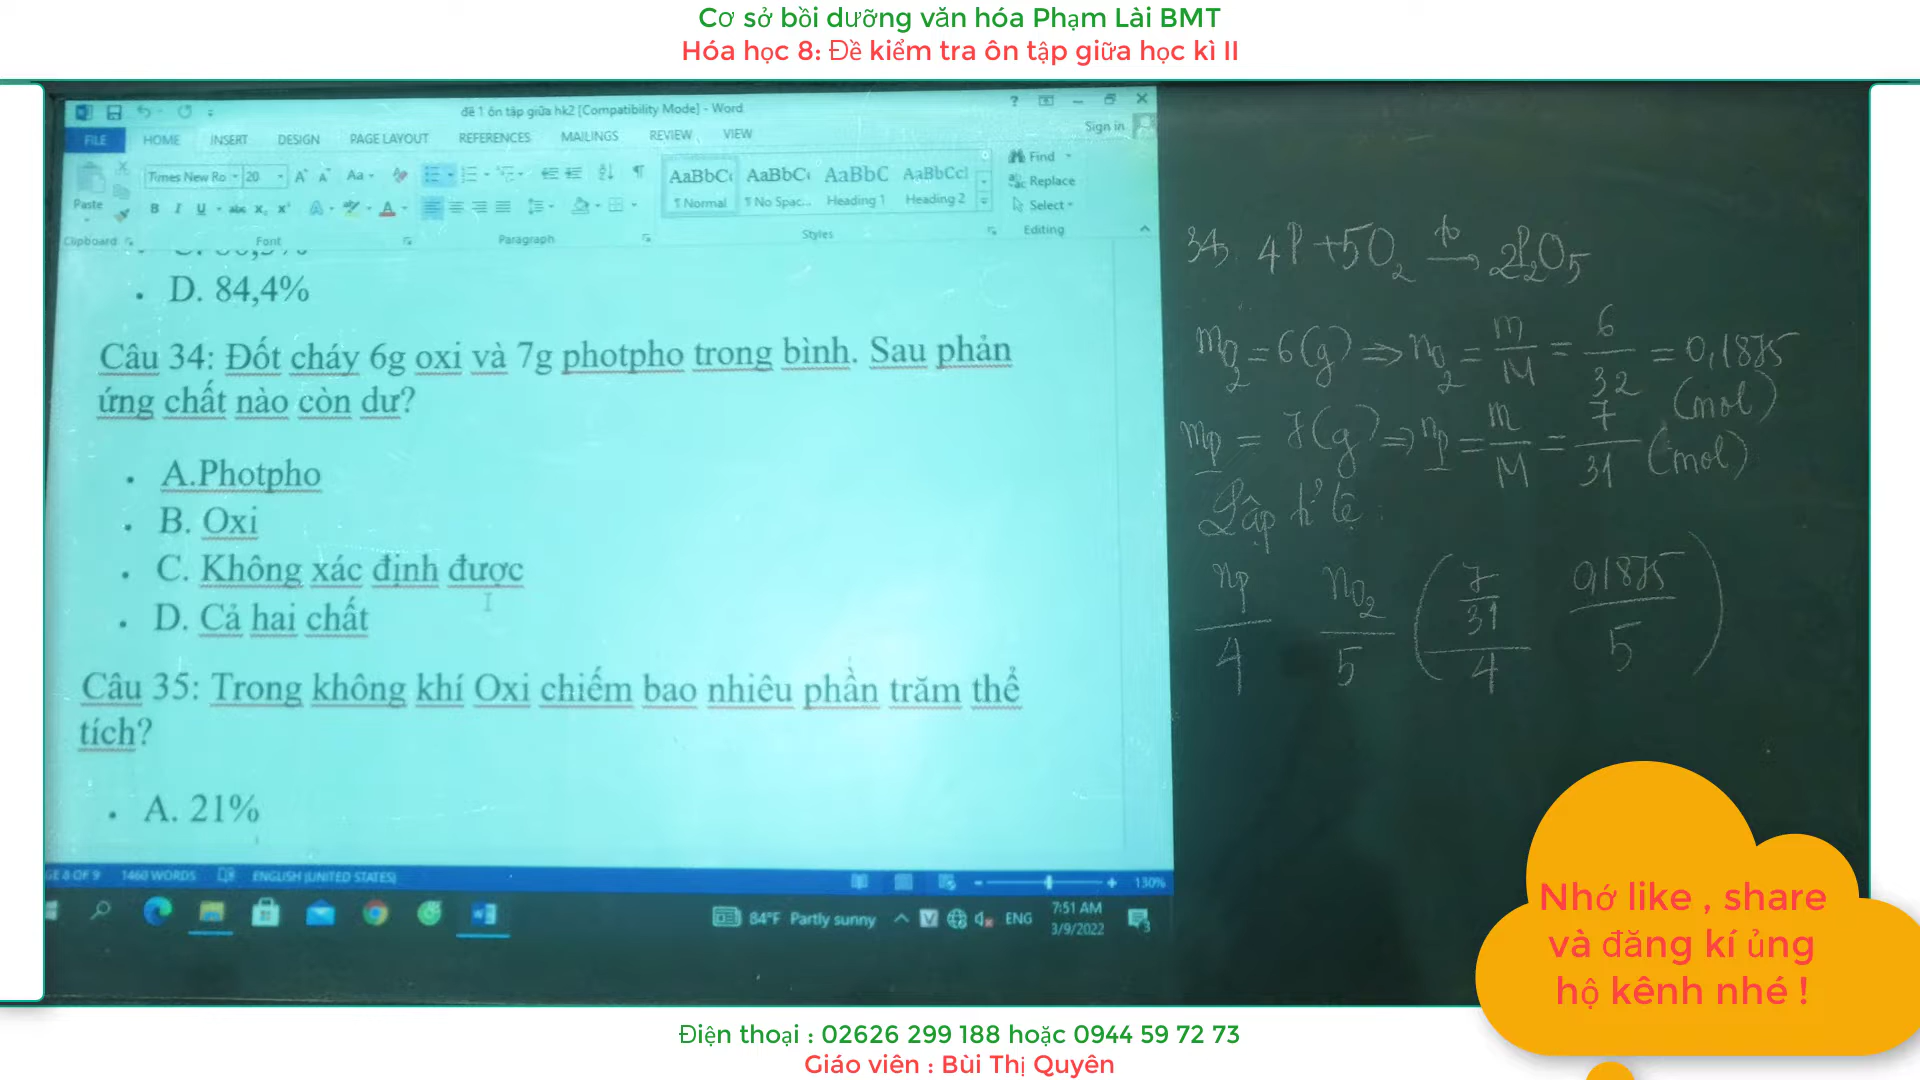 Cơ sở bồi dưỡng văn hóa Phạm Lài BMT
Hóa học 8: Đề kiểm tra ôn tập giữa học kì II
đề 1 ôn tập giữa hk2 [Compatibility Mode] - Word
Sign in
FILE HOME INSERT DESIGN PAGE LAYOUT REFERENCES MAILINGS REVIEW VIEW
Paste
Times New Ro 20
AaBbC AaBbC AaBbC AaBbCcI
¶ Normal ¶ No Spac... Heading 1 Heading 2
Find
Replace
Select
Clipboard Font Paragraph Styles Editing
D. 84,4%
Câu 34: Đốt cháy 6g oxi và 7g photpho trong bình. Sau phản
ứng chất nào còn dư?
A.Photpho
B. Oxi
C. Không xác định được
D. Cả hai chất
Câu 35: Trong không khí Oxi chiếm bao nhiêu phần trăm thể
tích?
A. 21%
GE 8 OF 9 1460 WORDS ENGLISH (UNITED STATES) 130%
84°F Partly sunny ENG 7:51 AM
3/9/2022
34, 4P + 5O₂ →(t°) 2P₂O₅
mO₂ = 6(g) ⇒ nO₂ = m/M = 6/32 = 0,1875 (mol)
mP = 7(g) ⇒ nP = m/M = 7/31 (mol)
Lập tỉ lệ:
nP/4 nO₂/5 ( 7/31 /4 0,1875/5 )
Nhớ like , share
và đăng kí ủng
hộ kênh nhé !
Điện thoại : 02626 299 188 hoặc 0944 59 72 73
Giáo viên : Bùi Thị Quyên